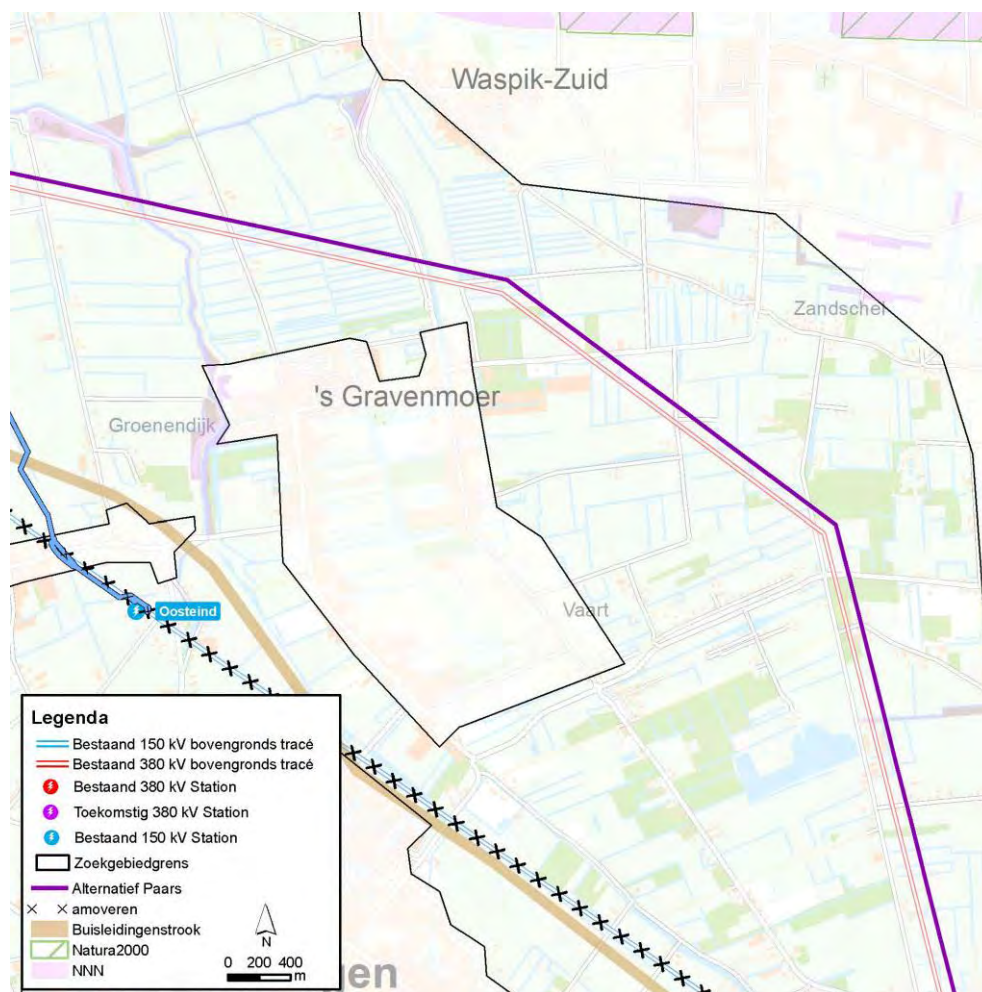 Waspik-Zuid
Zandschel
's Gravenmoer
Groenendijk
Vaart
Oosteind
Legenda
Bestaand 150 kV bovengronds tracé
Bestaand 380 kV bovengronds tracé
Bestaand 380 kV Station
Toekomstig 380 kV Station
Bestaand 150 kV Station
Zoekgebiedgrens
Alternatief Paars
amoveren
Buisleidingenstrook
Natura2000
NNN
N
0 200 400
m
gen